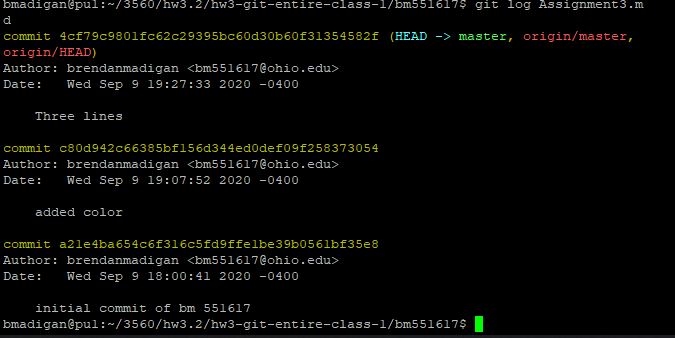 bmadigan@pu1:~/3560/hw3.2/hw3-git-entire-class-1/bm551617$ git log Assignment3.m
d
commit 4cf79c9801fc62c29395bc60d30b60f31354582f (HEAD -> master, origin/master,
origin/HEAD)
Author: brendanmadigan <bm551617@ohio.edu>
Date:   Wed Sep 9 19:27:33 2020 -0400

    Three lines

commit c80d942c66385bf156d344ed0def09f258373054
Author: brendanmadigan <bm551617@ohio.edu>
Date:   Wed Sep 9 19:07:52 2020 -0400

    added color

commit a21e4ba654c6f316c5fd9ffe1be39b0561bf35e8
Author: brendanmadigan <bm551617@ohio.edu>
Date:   Wed Sep 9 18:00:41 2020 -0400

    initial commit of bm 551617
bmadigan@pu1:~/3560/hw3.2/hw3-git-entire-class-1/bm551617$